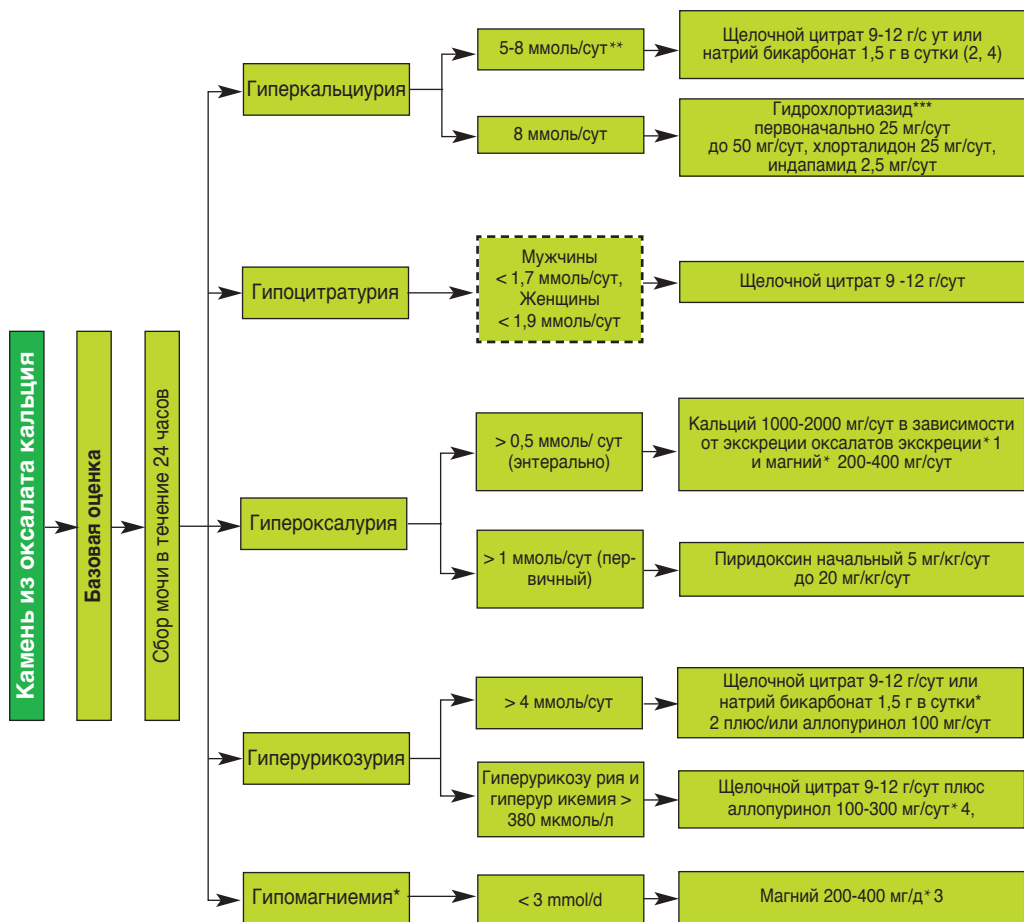 Камень из оксалата кальция
Базовая оценка
Сбор мочи в течение 24 часов
Гиперкальциурия
5-8 ммоль/сут**
Щелочной цитрат 9-12 г/с ут или
натрий бикарбонат 1,5 г в сутки (2, 4)
8 ммоль/сут
Гидрохлортиазид***
первоначально 25 мг/сут
до 50 мг/сут, хлорталидон 25 мг/сут,
индапамид 2,5 мг/сут
Гипоцитратурия
Мужчины
< 1,7 ммоль/сут,
Женщины
< 1,9 ммоль/сут
Щелочной цитрат 9 -12 г/сут
Гипероксалурия
> 0,5 ммоль/ сут
(энтерально)
Кальций 1000-2000 мг/сут в зависимости
от экскреции оксалатов экскреции* 1
и магний* 200-400 мг/сут
> 1 ммоль/сут (пер-
вичный)
Пиридоксин начальный 5 мг/кг/сут
до 20 мг/кг/сут
Гиперурикозурия
> 4 ммоль/сут
Щелочной цитрат 9-12 г/сут или
натрий бикарбонат 1,5 г в сутки*
2 плюс/или аллопуринол 100 мг/сут
Гиперурикозу рия и
гиперур икемия >
380 мкмоль/л
Щелочной цитрат 9-12 г/сут плюс
аллопуринол 100-300 мг/сут* 4,
Гипомагниемия*
< 3 mmol/d
Магний 200-400 мг/д* 3